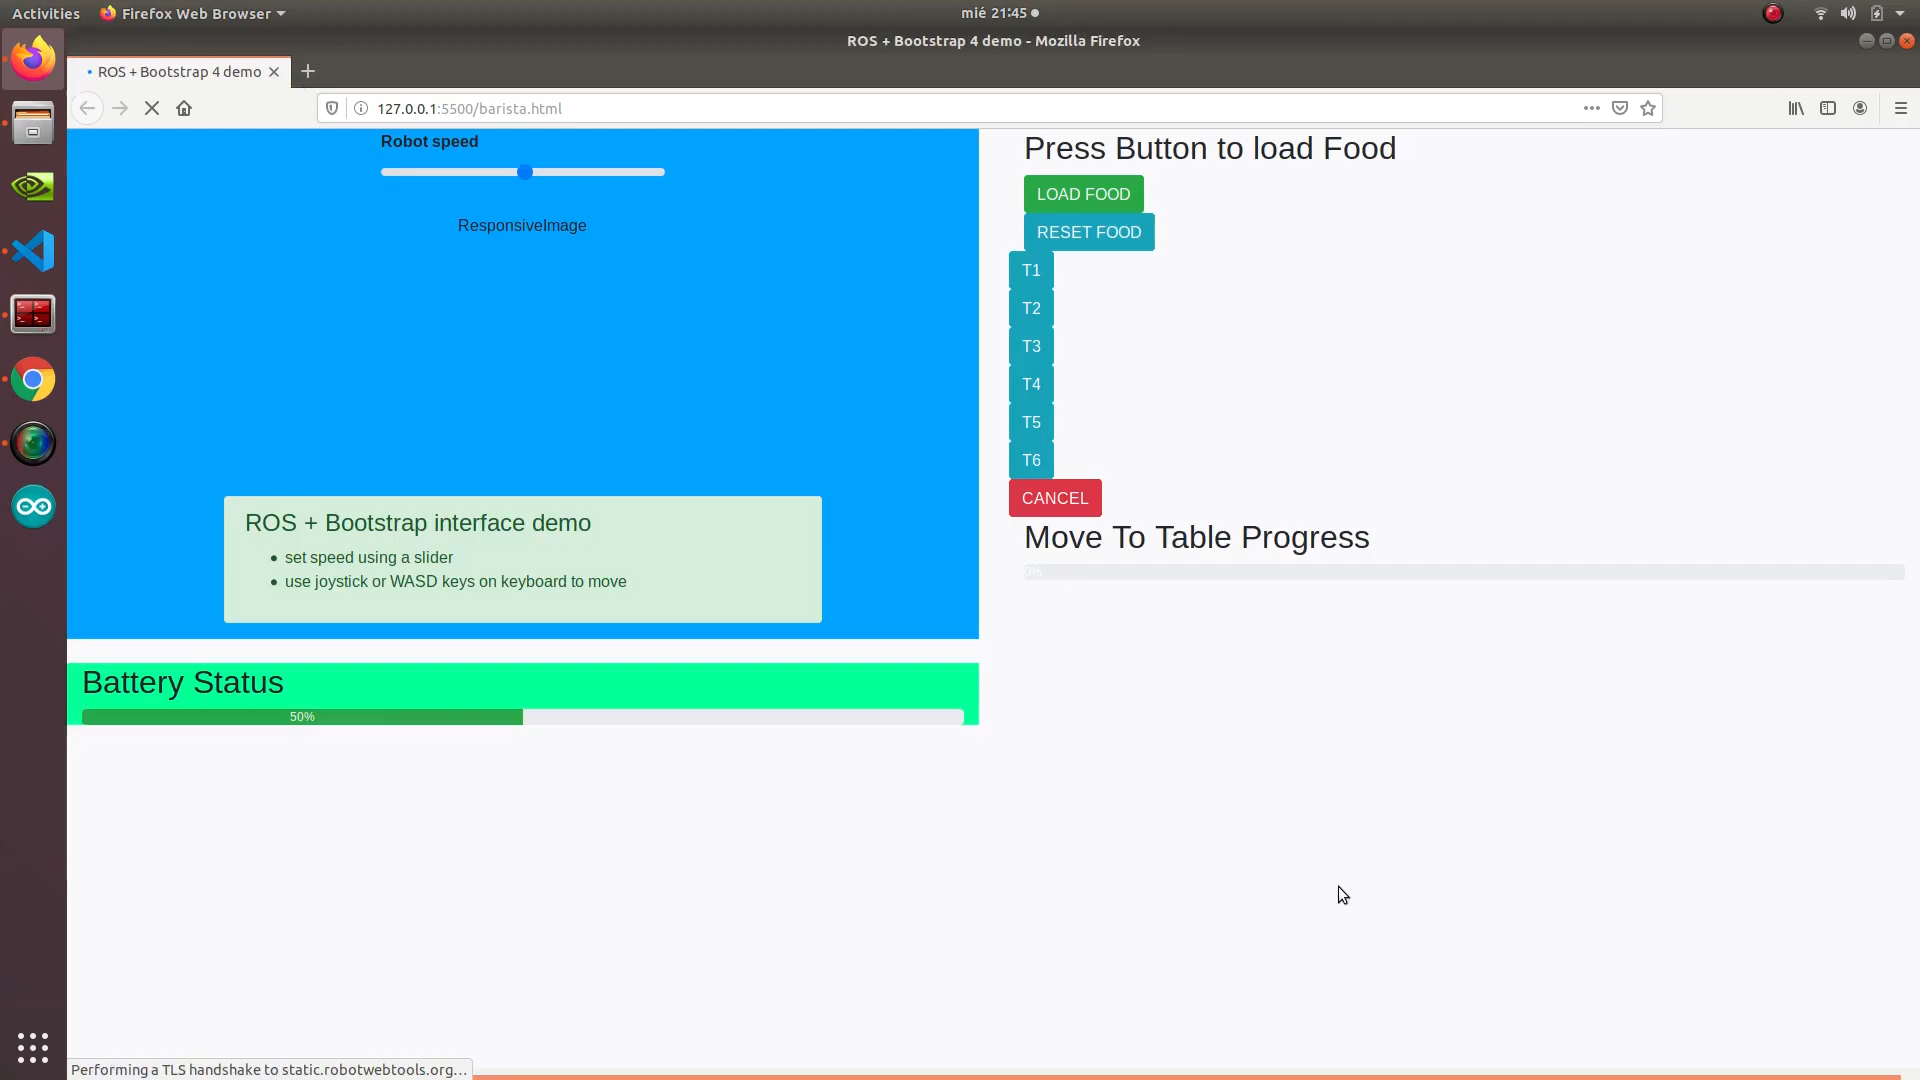 Activities
Firefox Web Browser
mié 21:45
ROS + Bootstrap 4 demo - Mozilla Firefox
ROS + Bootstrap 4 demo
127.0.0.1:5500/barista.html
Robot speed
ResponsiveImage
ROS + Bootstrap interface demo
set speed using a slider
use joystick or WASD keys on keyboard to move
Battery Status
50%
Press Button to load Food
LOAD FOOD
RESET FOOD
T1
T2
T3
T4
T5
T6
CANCEL
Move To Table Progress
0%
Performing a TLS handshake to static.robotwebtools.org…